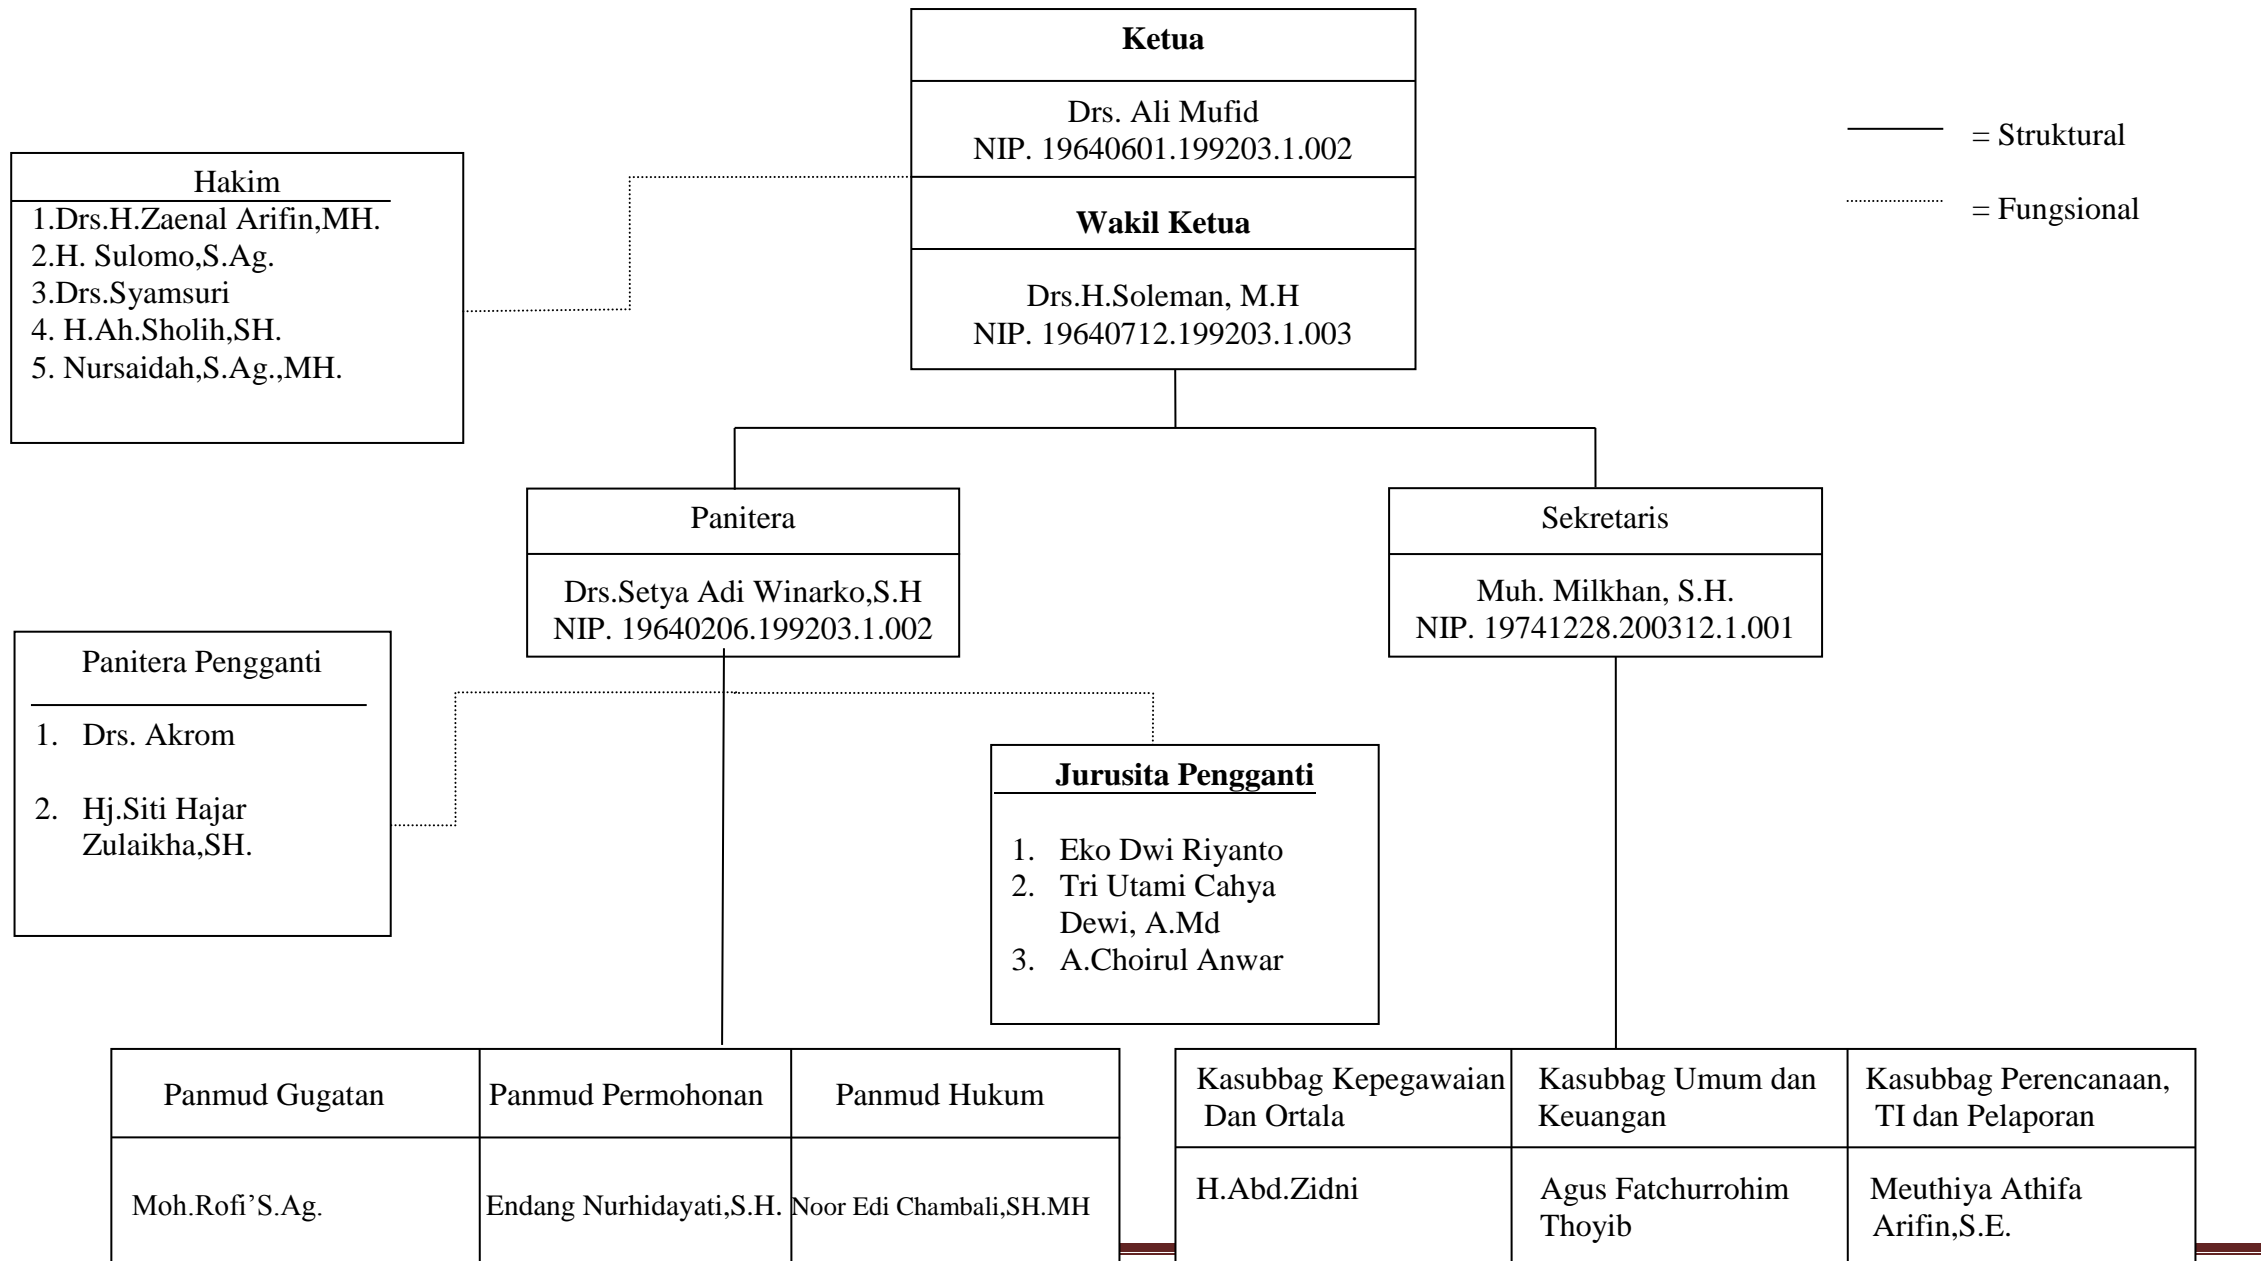 Ketua
Drs. Ali Mufid
NIP. 19640601.199203.1.002
Wakil Ketua
Drs.H.Soleman, M.H
NIP. 19640712.199203.1.003
= Struktural
= Fungsional
Hakim
1.Drs.H.Zaenal Arifin,MH.
2.H. Sulomo,S.Ag.
3.Drs.Syamsuri
4. H.Ah.Sholih,SH.
5. Nursaidah,S.Ag.,MH.
Panitera
Drs.Setya Adi Winarko,S.H
NIP. 19640206.199203.1.002
Sekretaris
Muh. Milkhan, S.H.
NIP. 19741228.200312.1.001
Panitera Pengganti
1. Drs. Akrom
2. Hj.Siti Hajar
Zulaikha,SH.
Jurusita Pengganti
1. Eko Dwi Riyanto
2. Tri Utami Cahya
Dewi, A.Md
3. A.Choirul Anwar
Panmud Gugatan
Moh.Rofi’S.Ag.
Panmud Permohonan
Endang Nurhidayati,S.H.
Panmud Hukum
Noor Edi Chambali,SH.MH
Kasubbag Kepegawaian
Dan Ortala
H.Abd.Zidni
Kasubbag Umum dan
Keuangan
Agus Fatchurrohim
Thoyib
Kasubbag Perencanaan,
TI dan Pelaporan
Meuthiya Athifa
Arifin,S.E.